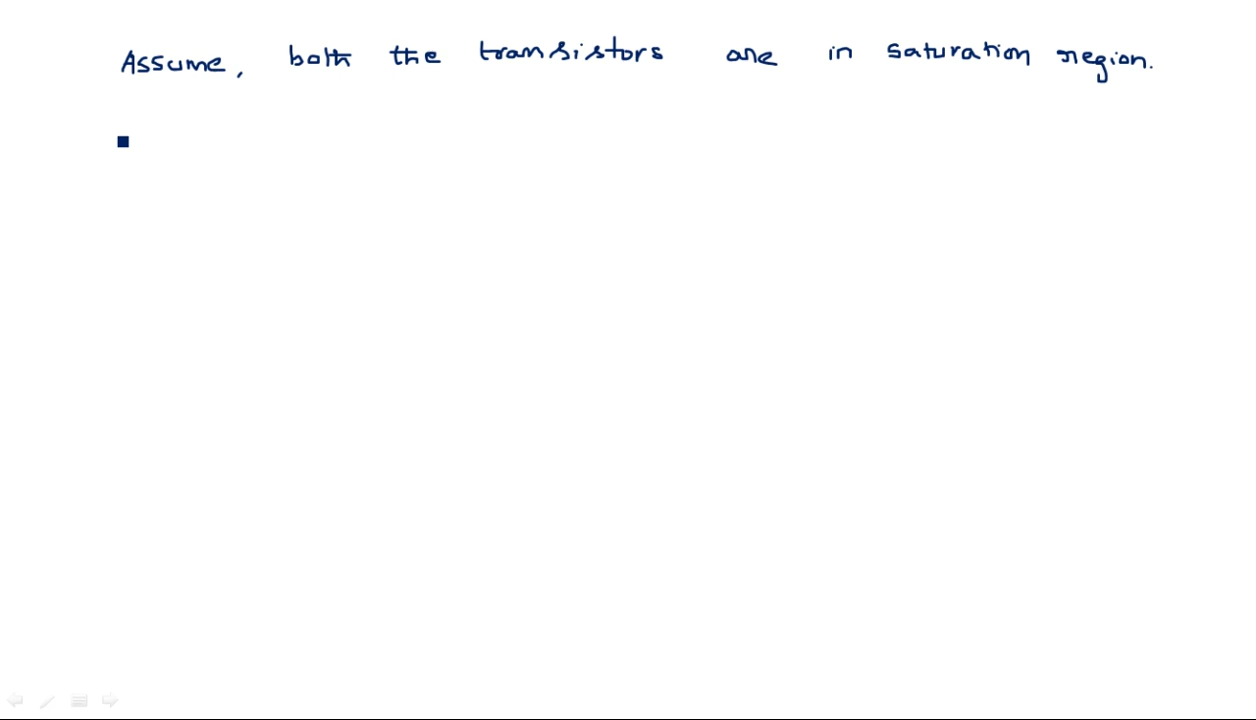 Assume, both the transistors are in saturation region.